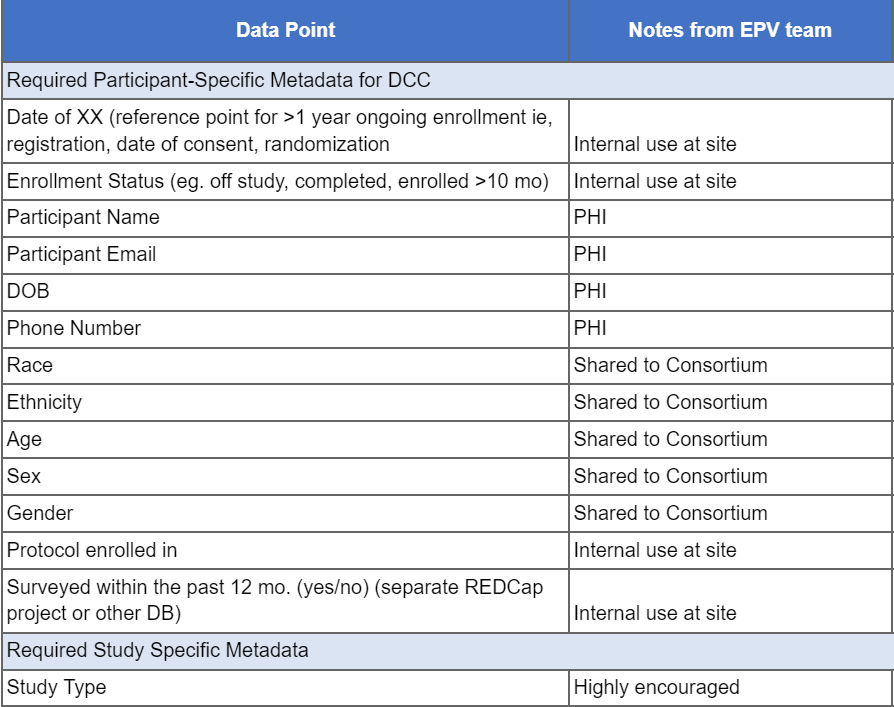 Data Point
Notes from EPV team
Required Participant-Specific Metadata for DCC
Date of XX (reference point for >1 year ongoing enrollment ie,
registration, date of consent, randomization
Internal use at site
Enrollment Status (eg. off study, completed, enrolled >10 mo)
Internal use at site
Participant Name
PHI
Participant Email
PHI
DOB
PHI
Phone Number
PHI
Race
Shared to Consortium
Ethnicity
Shared to Consortium
Age
Shared to Consortium
Sex
Shared to Consortium
Gender
Shared to Consortium
Protocol enrolled in
Internal use at site
Surveyed within the past 12 mo. (yes/no) (separate REDCap
project or other DB)
Internal use at site
Required Study Specific Metadata
Study Type
Highly encouraged